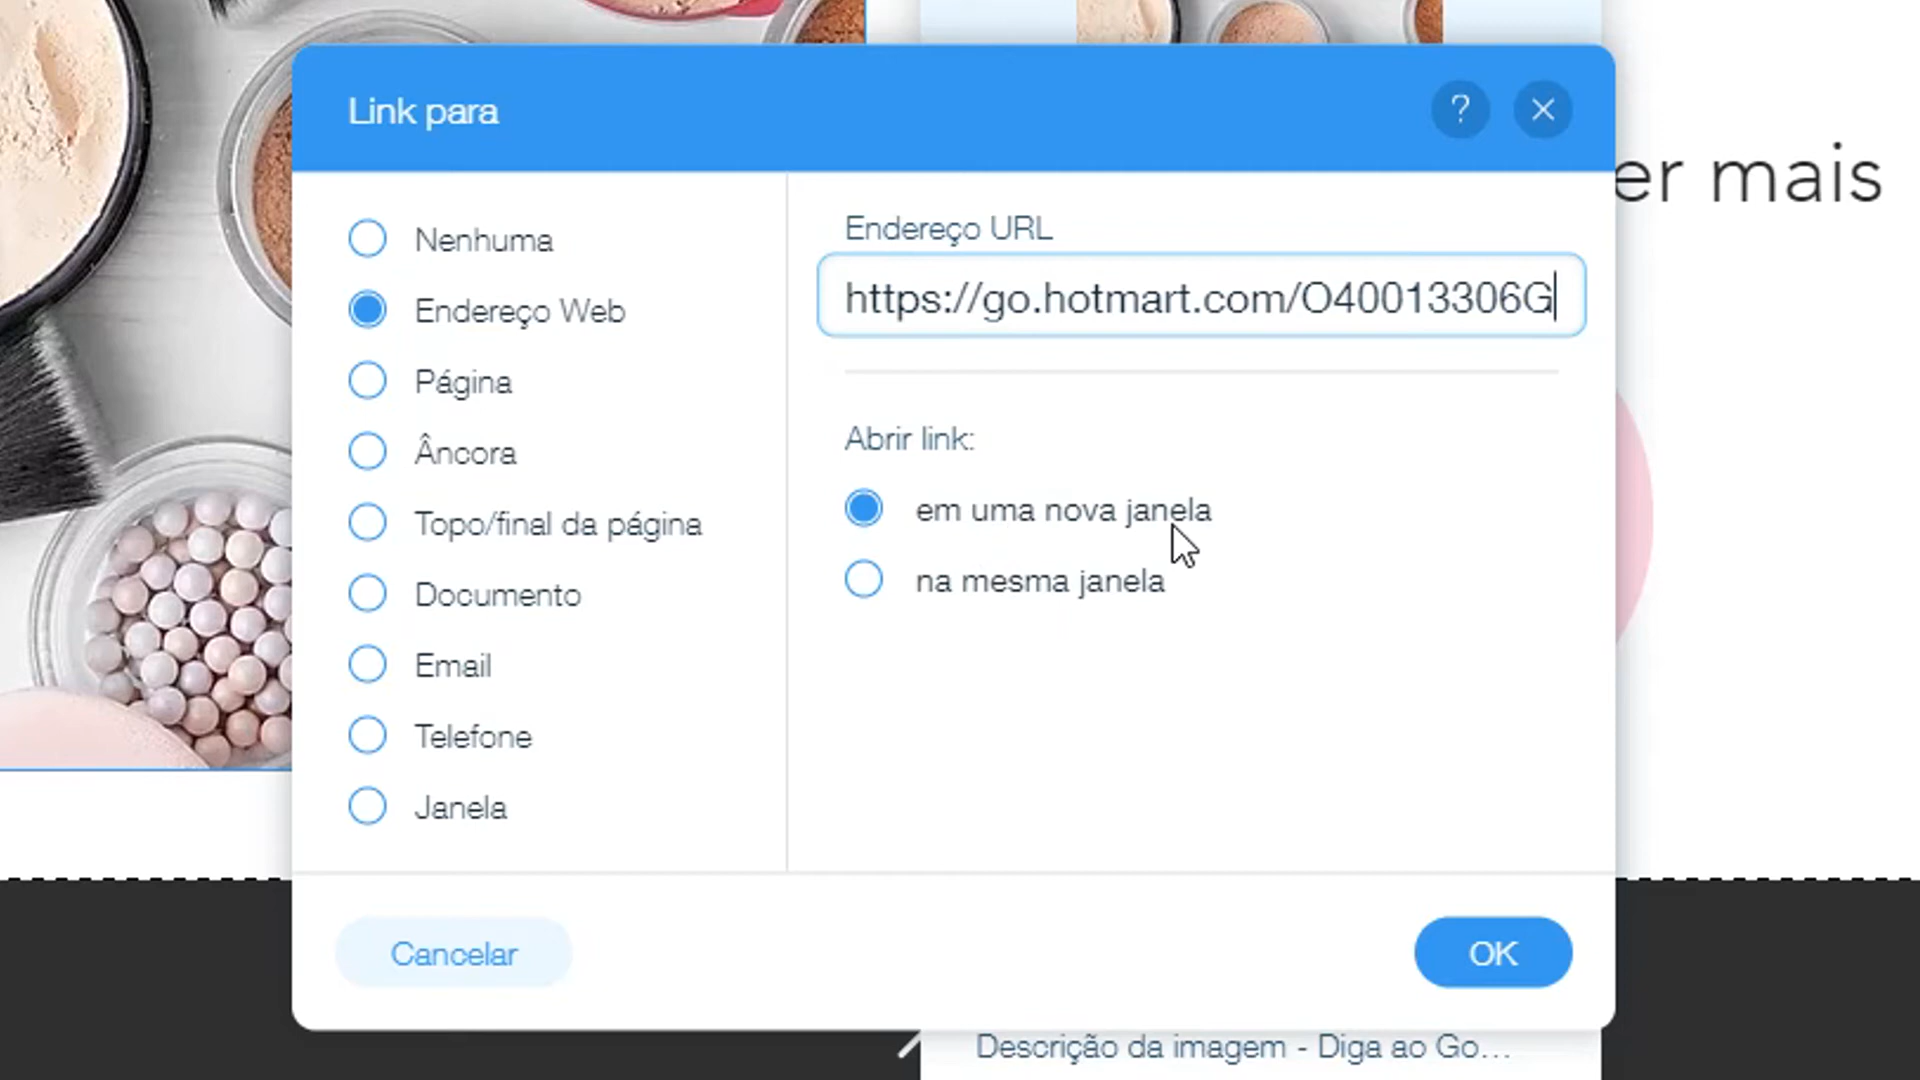 Link para
?
er mais
Nenhuma
Endereço Web
Página
Âncora
Topo/final da página
Documento
Email
Telefone
Janela
Endereço URL
https://go.hotmart.com/O40013306G
Abrir link:
em uma nova janela
na mesma janela
Cancelar
OK
Descrição da imagem - Diga ao Go...